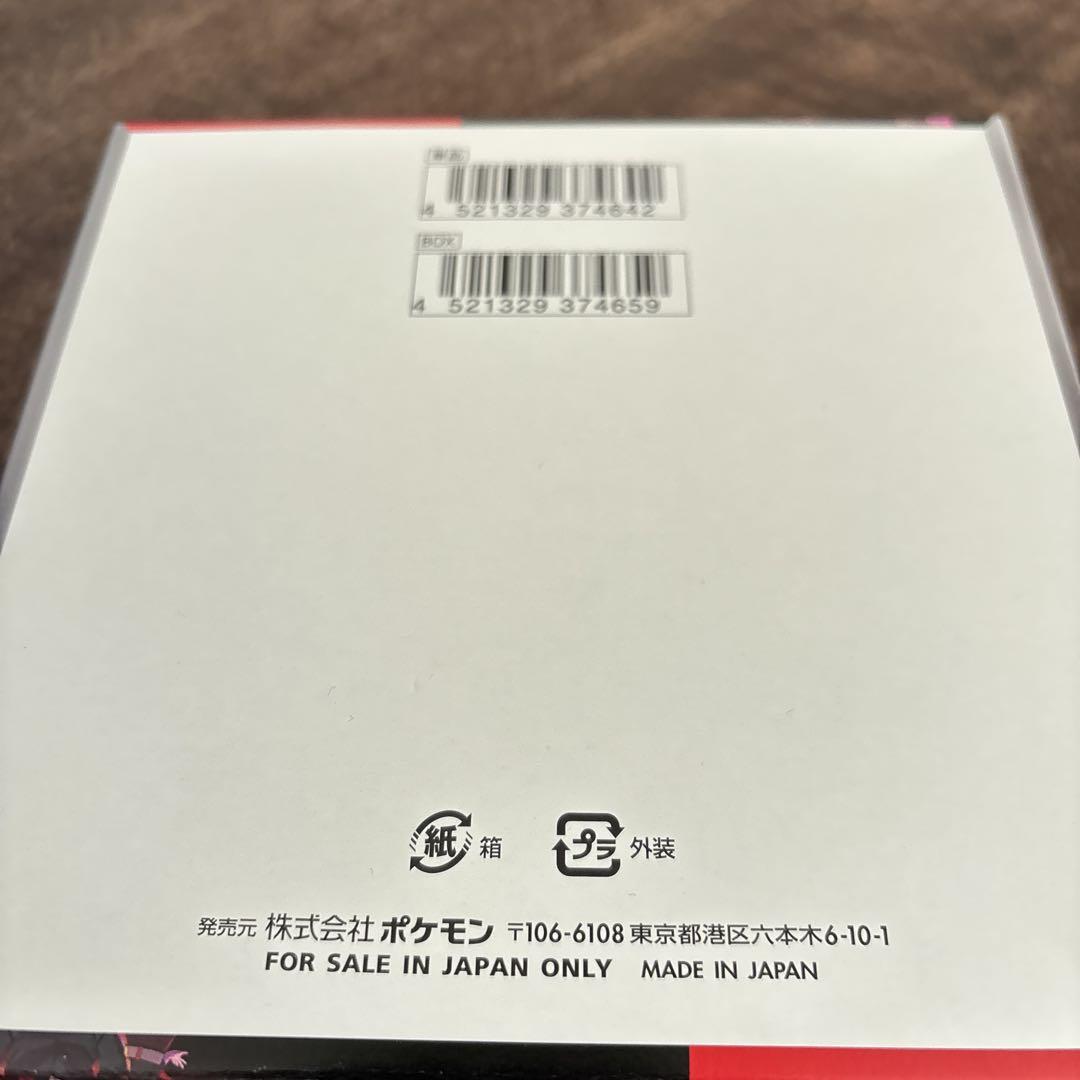 単品
4 521329 374642
BOX
4 521329 374659
紙 箱 プラ 外装
発売元 株式会社 ポケモン 〒106-6108 東京都港区六本木6-10-1
FOR SALE IN JAPAN ONLY MADE IN JAPAN